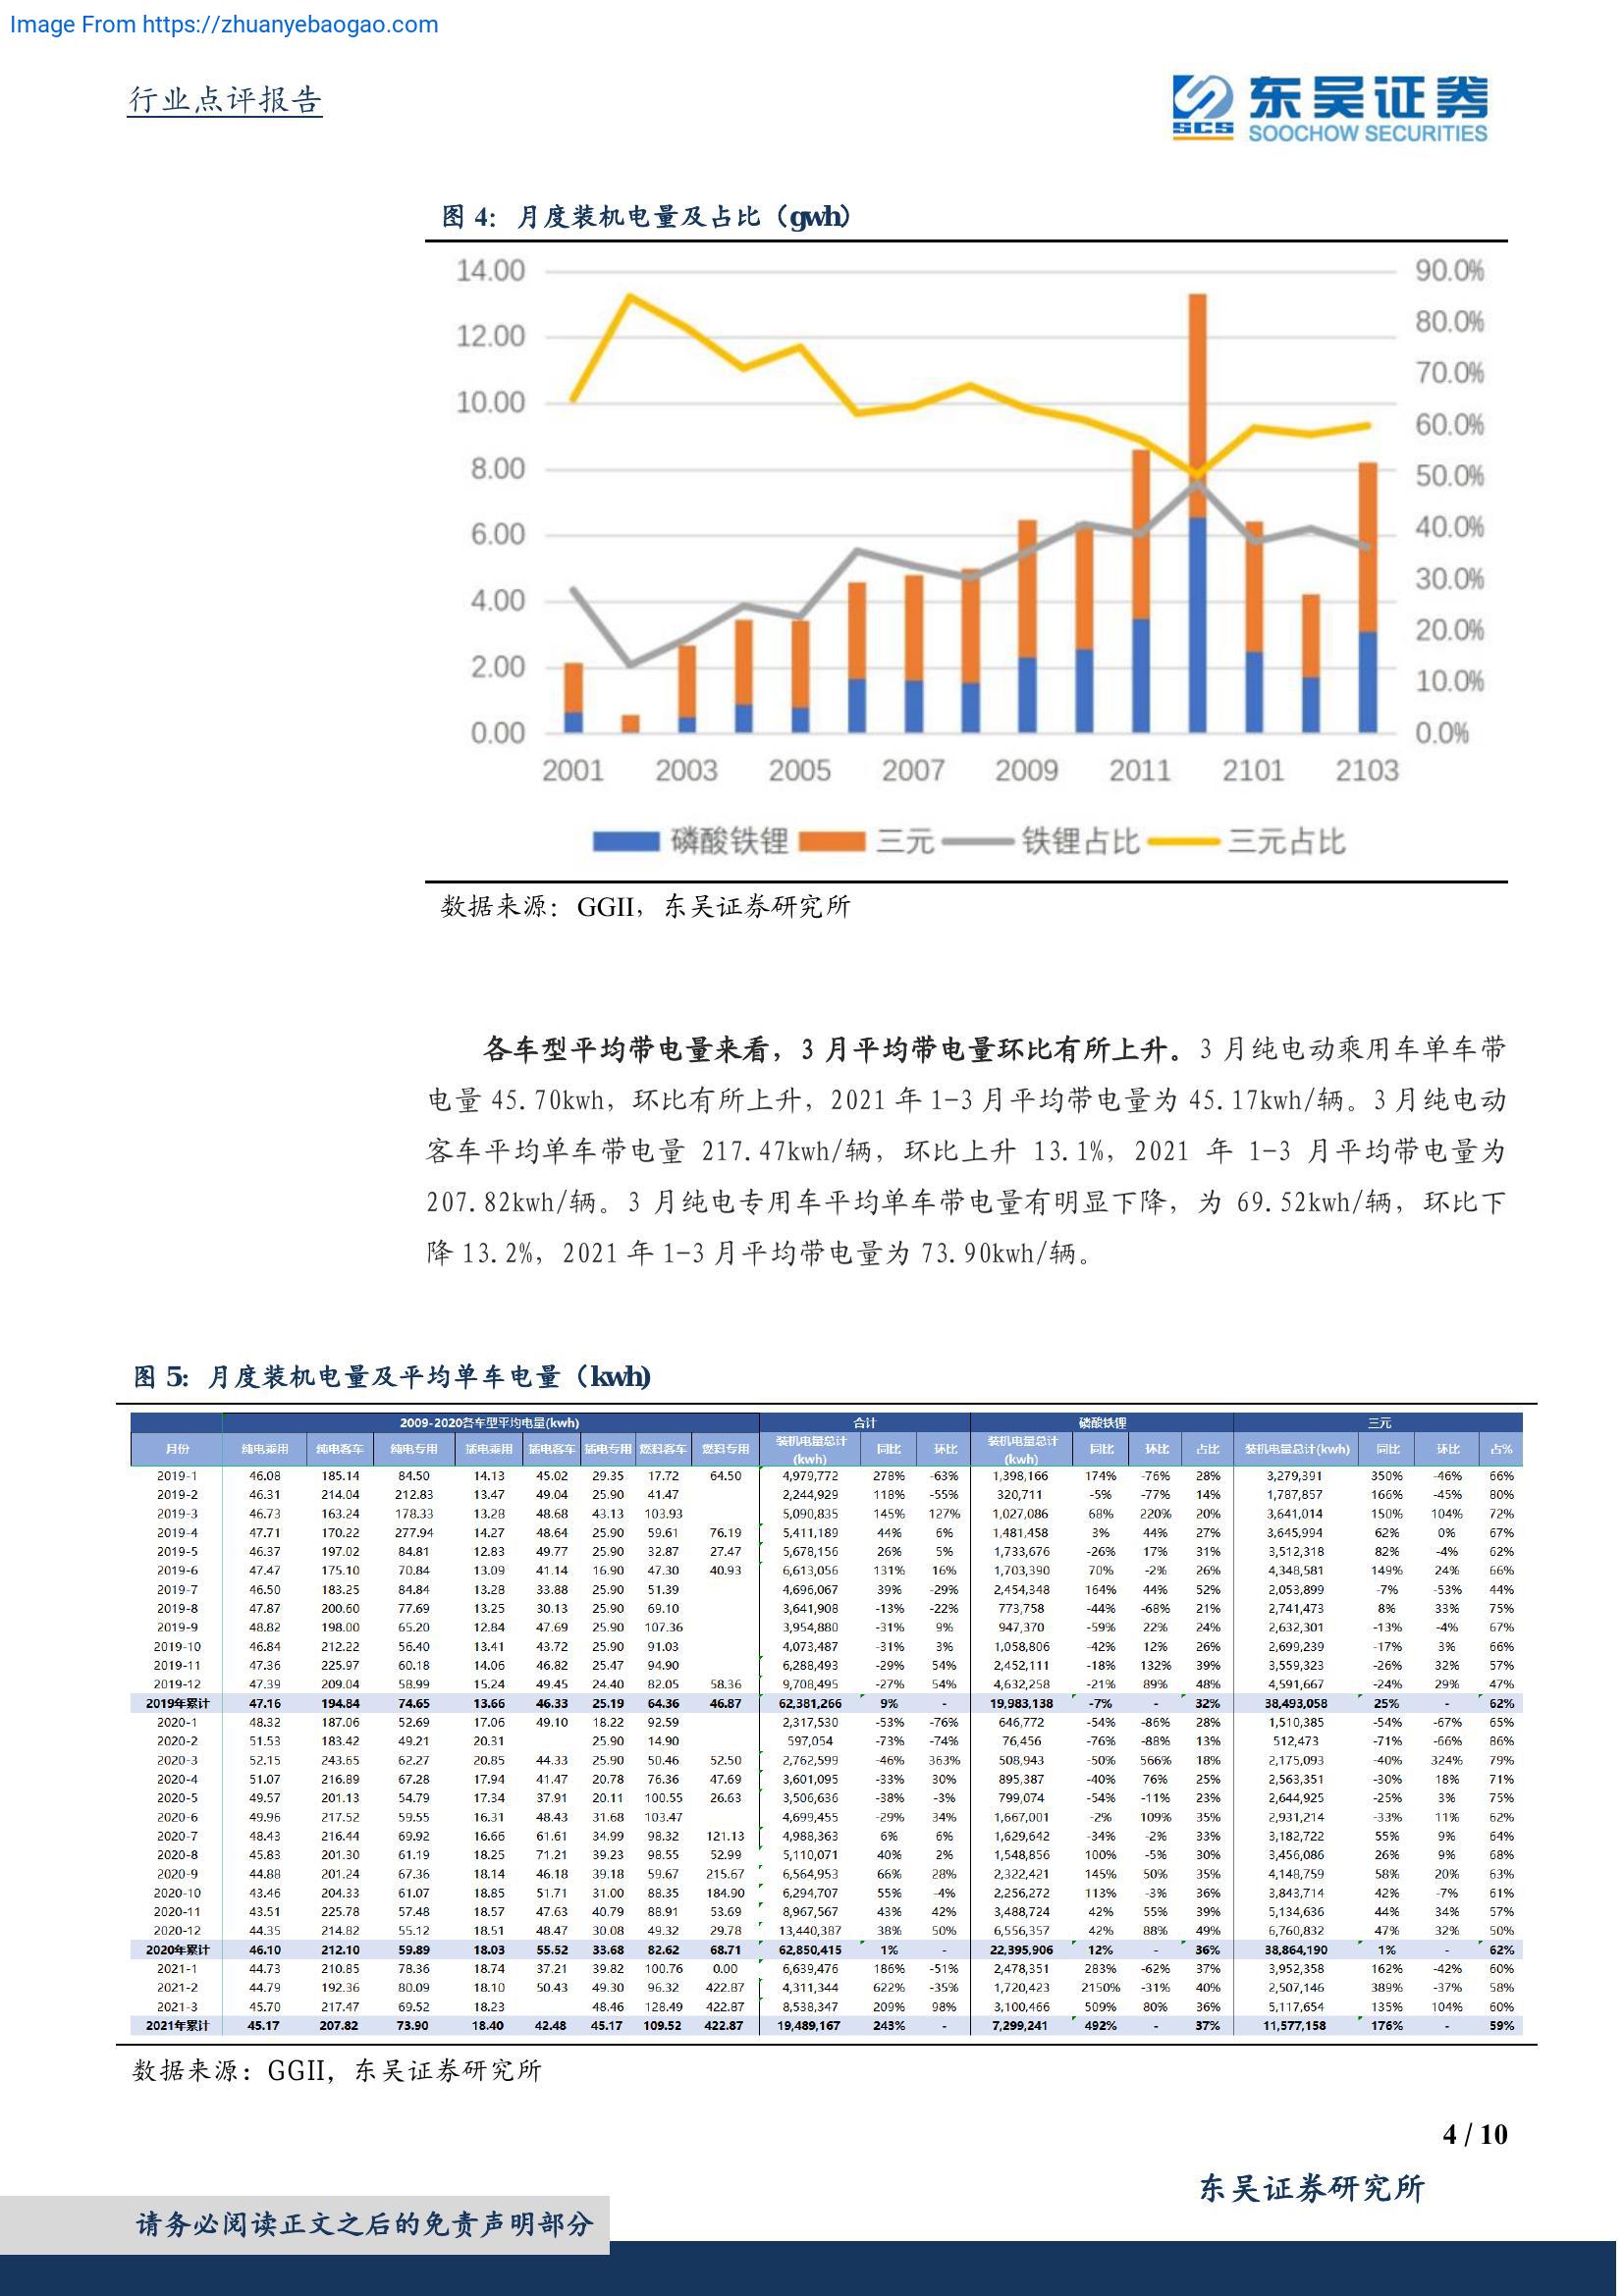 Image From https://zhuanyebaogao.com
行业点评报告
东吴证券
SCS SOOCHOW SECURITIES
图 4：月度装机电量及占比（gwh）
14.00 90.0%
12.00 80.0%
10.00 70.0%
8.00 60.0%
6.00 50.0%
4.00 40.0%
2.00 30.0%
0.00 20.0%
10.0%
0.0%
2001 2003 2005 2007 2009 2011 2101 2103
磷酸铁锂 三元 铁锂占比 三元占比
数据来源：GGII，东吴证券研究所
各车型平均带电量来看，3 月平均带电量环比有所上升。3 月纯电动乘用车单车带
电量 45.70kwh，环比有所上升，2021 年 1-3 月平均带电量为 45.17kwh/辆。3 月纯电动
客车平均单车带电量 217.47kwh/辆，环比上升 13.1%，2021 年 1-3 月平均带电量为
207.82kwh/辆。3 月纯电专用车平均单车带电量有明显下降，为 69.52kwh/辆，环比下
降 13.2%，2021 年 1-3 月平均带电量为 73.90kwh/辆。
图 5：月度装机电量及平均单车电量（kwh)
2009-2020各车型平均电量(kwh) 合计 磷酸铁锂 三元
月份 纯电乘用 纯电客车 纯电专用 插电乘用 插电客车 插电专用 燃料客车 燃料专用 装机电量总计(kwh) 同比 环比 装机电量总计(kwh) 同比 环比 占比 装机电量总计(kwh) 同比 环比 占%
2019-1 46.08 185.14 84.50 14.13 45.02 29.35 17.72 64.50 4,979,772 278% -63% 1,398,166 174% -76% 28% 3,279,391 350% -46% 66%
2019-2 46.31 214.04 212.83 13.47 49.04 25.90 41.47 2,244,929 118% -55% 320,711 -5% -77% 14% 1,787,857 166% -45% 80%
2019-3 46.73 163.24 178.33 13.28 48.68 43.13 103.93 5,090,835 145% 127% 1,027,086 68% 220% 20% 3,641,014 150% 104% 72%
2019-4 47.71 170.22 277.94 14.27 48.64 25.90 59.61 76.19 5,411,189 44% 6% 1,481,458 3% 44% 27% 3,645,994 62% 0% 67%
2019-5 46.37 197.02 84.81 12.83 49.77 25.90 32.87 27.47 5,678,156 26% 5% 1,733,676 -26% 17% 31% 3,512,318 82% -4% 62%
2019-6 47.47 175.10 70.84 13.09 41.14 16.90 47.30 40.93 6,613,056 131% 16% 1,703,390 70% -2% 26% 4,348,581 149% 24% 66%
2019-7 46.50 183.25 84.84 13.28 33.88 25.90 51.39 4,696,067 39% -29% 2,454,348 164% 44% 52% 2,053,899 -7% -53% 44%
2019-8 47.87 200.60 77.69 13.25 30.13 25.90 69.10 3,641,908 -13% -22% 773,758 -44% -68% 21% 2,741,473 8% 33% 75%
2019-9 48.82 198.00 65.20 12.84 47.69 25.90 107.36 3,954,880 -31% 9% 947,370 -59% 22% 24% 2,632,301 -13% -4% 67%
2019-10 46.84 212.22 56.40 13.41 43.72 25.90 91.03 4,073,487 -31% 3% 1,058,806 -42% 12% 26% 2,699,239 -17% 3% 66%
2019-11 47.36 225.97 60.18 14.06 46.82 25.47 94.90 6,288,493 -29% 54% 2,452,111 -18% 132% 39% 3,559,323 -26% 32% 57%
2019-12 47.39 209.04 58.99 15.24 49.45 24.40 82.05 58.36 9,708,495 -27% 54% 4,632,258 -21% 89% 48% 4,591,667 -24% 29% 47%
2019年累计 47.16 194.84 74.65 13.66 46.33 25.19 64.36 46.87 62,381,266 9% - 19,983,138 -7% - 32% 38,493,058 25% - 62%
2020-1 48.32 187.06 52.69 17.06 49.10 18.22 92.59 2,317,530 -53% -76% 646,772 -54% -86% 28% 1,510,385 -54% -67% 65%
2020-2 51.53 183.42 49.21 20.31 25.90 14.90 597,054 -73% -74% 76,456 -76% -88% 13% 512,473 -71% -66% 86%
2020-3 52.15 243.65 62.27 20.85 44.33 25.90 50.46 52.50 2,762,599 -46% 363% 508,943 -50% 566% 18% 2,175,093 -40% 324% 79%
2020-4 51.07 216.89 67.28 17.94 41.47 20.78 76.36 47.69 3,601,095 -33% 30% 895,387 -40% 76% 25% 2,563,351 -30% 18% 71%
2020-5 49.57 201.13 54.79 17.34 37.91 20.11 100.55 26.63 3,506,636 -38% -3% 799,074 -54% -11% 23% 2,644,925 -25% 3% 75%
2020-6 49.96 217.52 59.55 16.31 48.43 31.68 103.47 4,699,455 -29% 34% 1,667,001 -2% 109% 35% 2,931,214 -33% 11% 62%
2020-7 48.43 216.44 69.92 16.66 61.61 34.99 98.32 121.13 4,988,363 6% 6% 1,629,642 -34% -2% 33% 3,182,722 55% 9% 64%
2020-8 45.83 201.30 61.19 18.25 71.21 39.23 98.55 52.99 5,110,071 40% 2% 1,548,856 100% -5% 30% 3,456,086 26% 9% 68%
2020-9 44.88 201.24 67.36 18.14 46.18 39.18 59.67 215.67 6,564,953 66% 28% 2,322,421 145% 50% 35% 4,148,759 58% 20% 63%
2020-10 43.46 204.33 61.07 18.85 51.71 31.00 88.35 184.90 6,294,707 55% -4% 2,256,272 113% -3% 36% 3,843,714 42% -7% 61%
2020-11 43.51 225.78 57.48 18.57 47.63 40.79 88.91 53.69 8,967,567 43% 42% 3,488,724 42% 55% 39% 5,134,636 44% 34% 57%
2020-12 44.35 214.82 55.12 18.51 48.47 30.08 49.32 29.78 13,440,387 38% 50% 6,556,357 42% 88% 49% 6,760,832 47% 32% 50%
2020年累计 46.10 212.10 59.89 18.03 55.52 33.68 82.62 68.71 62,850,415 1% - 22,395,906 12% - 36% 38,864,190 1% - 62%
2021-1 44.73 210.85 78.36 18.74 37.21 39.82 100.76 0.00 6,639,476 186% -51% 2,478,351 283% -62% 37% 3,952,358 162% -42% 60%
2021-2 44.79 192.36 80.09 18.10 50.43 49.30 96.32 422.87 4,311,344 622% -35% 1,720,423 2150% -31% 40% 2,507,146 389% -37% 58%
2021-3 45.70 217.47 69.52 18.23 48.46 128.49 422.87 8,538,347 209% 98% 3,100,466 509% 80% 36% 5,117,654 135% 104% 60%
2021年累计 45.17 207.82 73.90 18.40 42.48 45.17 109.52 422.87 19,489,167 243% - 7,299,241 492% - 37% 11,577,158 176% - 59%
数据来源：GGII，东吴证券研究所
4 / 10
东吴证券研究所
请务必阅读正文之后的免责声明部分